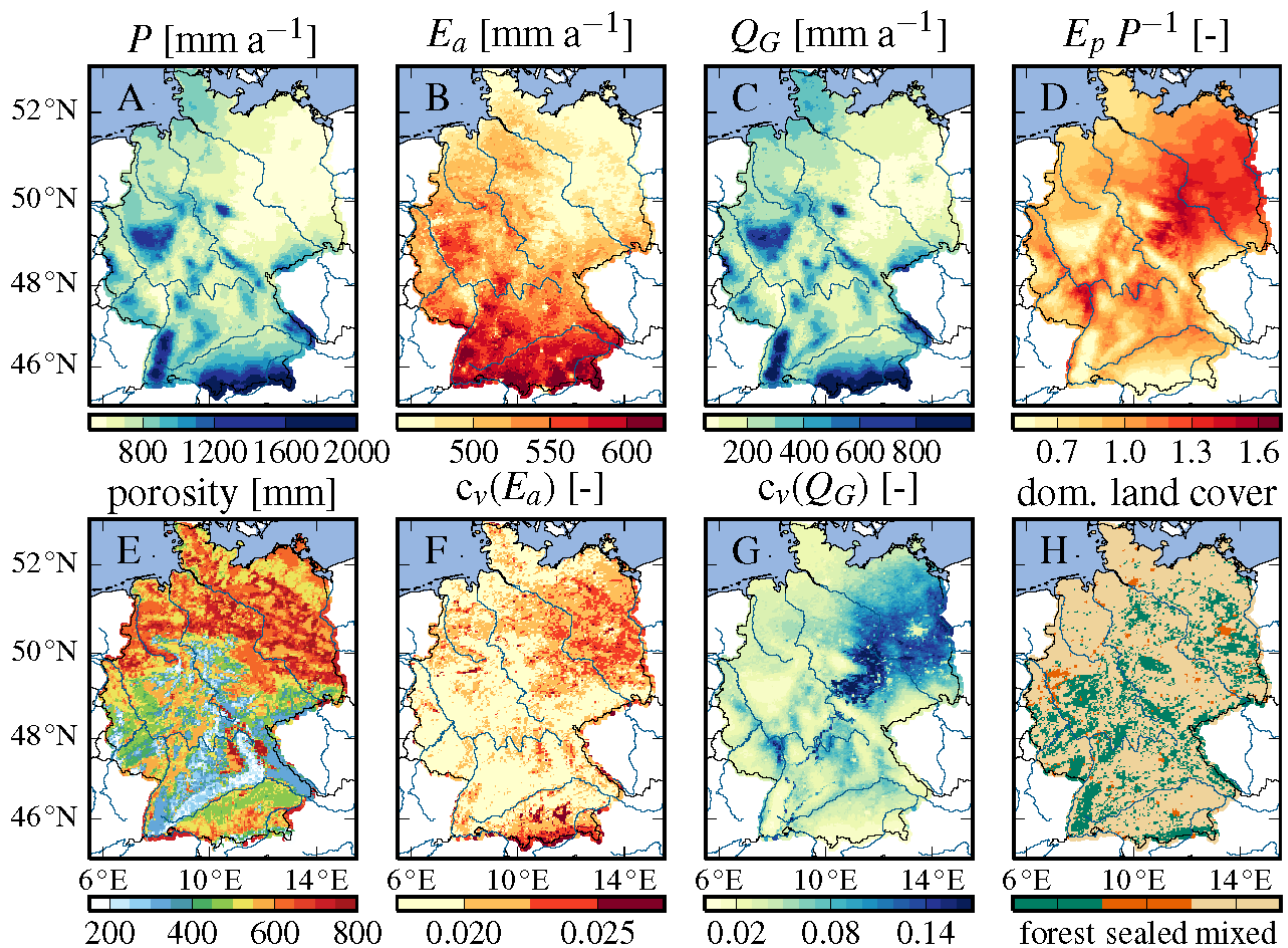 P [mm a⁻¹] E_a [mm a⁻¹] Q_G [mm a⁻¹] E_p P⁻¹ [-]
A B C D
52°N
50°N
48°N
46°N
800 1200 1600 2000 500 550 600 200 400 600 800 0.7 1.0 1.3 1.6
porosity [mm] c_v(E_a) [-] c_v(Q_G) [-] dom. land cover
E F G H
52°N
50°N
48°N
46°N
6°E 10°E 14°E 6°E 10°E 14°E 6°E 10°E 14°E 6°E 10°E 14°E
200 400 600 800 0.020 0.025 0.02 0.08 0.14 forest sealed mixed